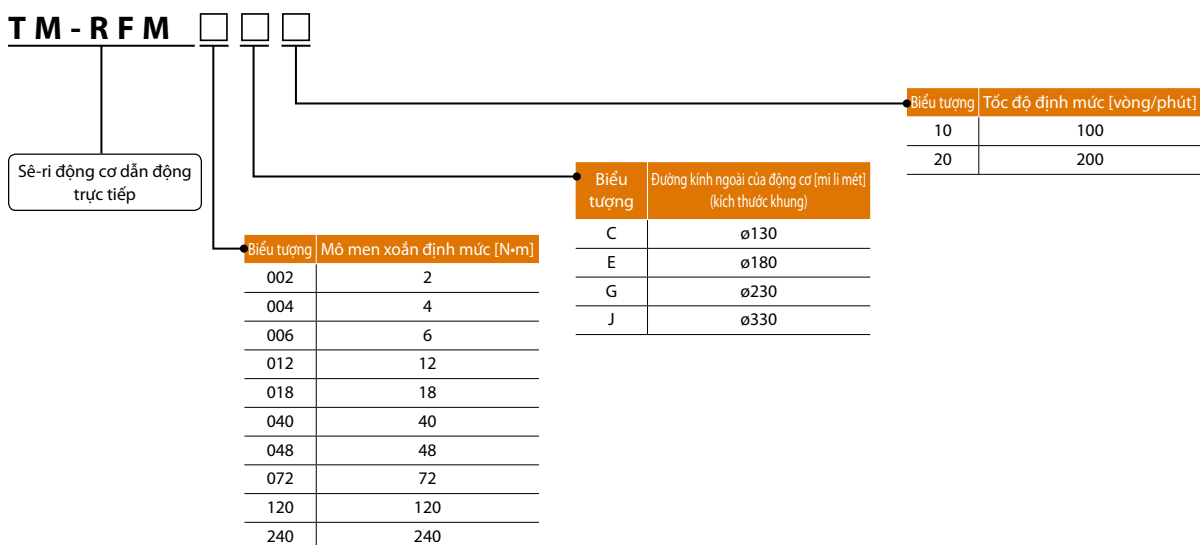 TM-RFM □ □ □
Sê-ri động cơ dẫn động
trực tiếp
Biểu tượng Mô men xoắn định mức [N•m]
002 2
004 4
006 6
012 12
018 18
040 40
048 48
072 72
120 120
240 240
Biểu tượng Đường kính ngoài của động cơ [mi li mét] (kích thước khung)
C ø130
E ø180
G ø230
J ø330
Biểu tượng Tốc độ định mức [vòng/phút]
10 100
20 200